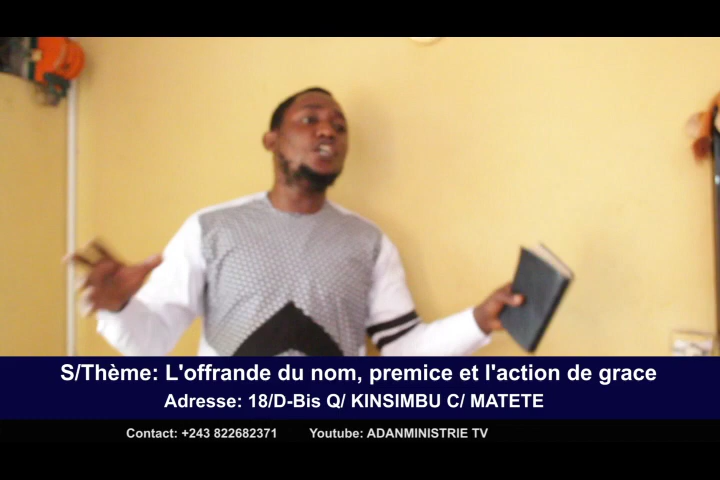 S/Thème: L'offrande du nom, premice et l'action de grace
Adresse: 18/D-Bis Q/ KINSIMBU C/ MATETE
Contact: +243 822682371 Youtube: ADANMINISTRIE TV